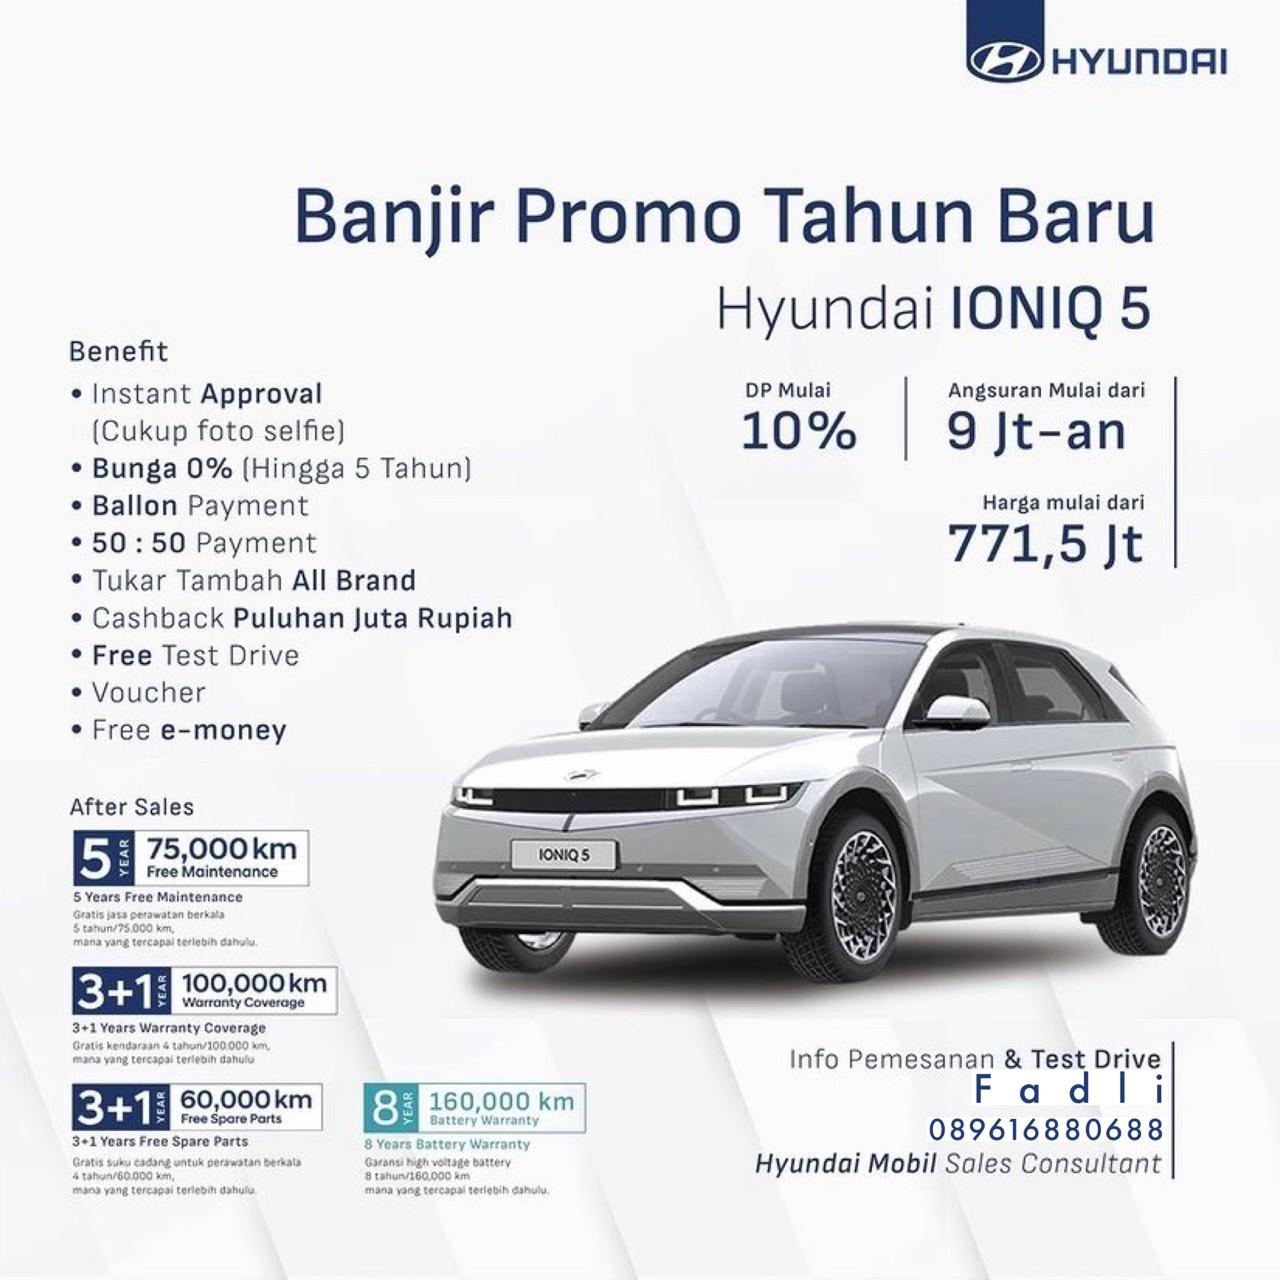 HYUNDAI
Banjir Promo Tahun Baru
Hyundai IONIQ 5
Benefit
• Instant Approval
(Cukup foto selfie)
• Bunga 0% (Hingga 5 Tahun)
• Ballon Payment
• 50 : 50 Payment
• Tukar Tambah All Brand
• Cashback Puluhan Juta Rupiah
• Free Test Drive
• Voucher
• Free e-money
DP Mulai
10%
Angsuran Mulai dari
9 Jt-an
Harga mulai dari
771,5 Jt
IONIQ 5
After Sales
5 YEAR 75,000 km
Free Maintenance
5 Years Free Maintenance
Gratis jasa perawatan berkala
5 tahun/75.000 km,
mana yang tercapai terlebih dahulu.
3+1 YEAR 100,000 km
Warranty Coverage
3+1 Years Warranty Coverage
Gratis kendaraan 4 tahun/100.000 km,
mana yang tercapai terlebih dahulu
3+1 YEAR 60,000 km
Free Spare Parts
3+1 Years Free Spare Parts
Gratis suku cadang untuk perawatan berkala
4 tahun/60.000 km,
mana yang tercapai terlebih dahulu.
8 YEAR 160,000 km
Battery Warranty
8 Years Battery Warranty
Garansi high voltage battery
8 tahun/160,000 km
mana yang tercapai terlebih dahulu.
Info Pemesanan & Test Drive
Fadli
089616880688
Hyundai Mobil Sales Consultant